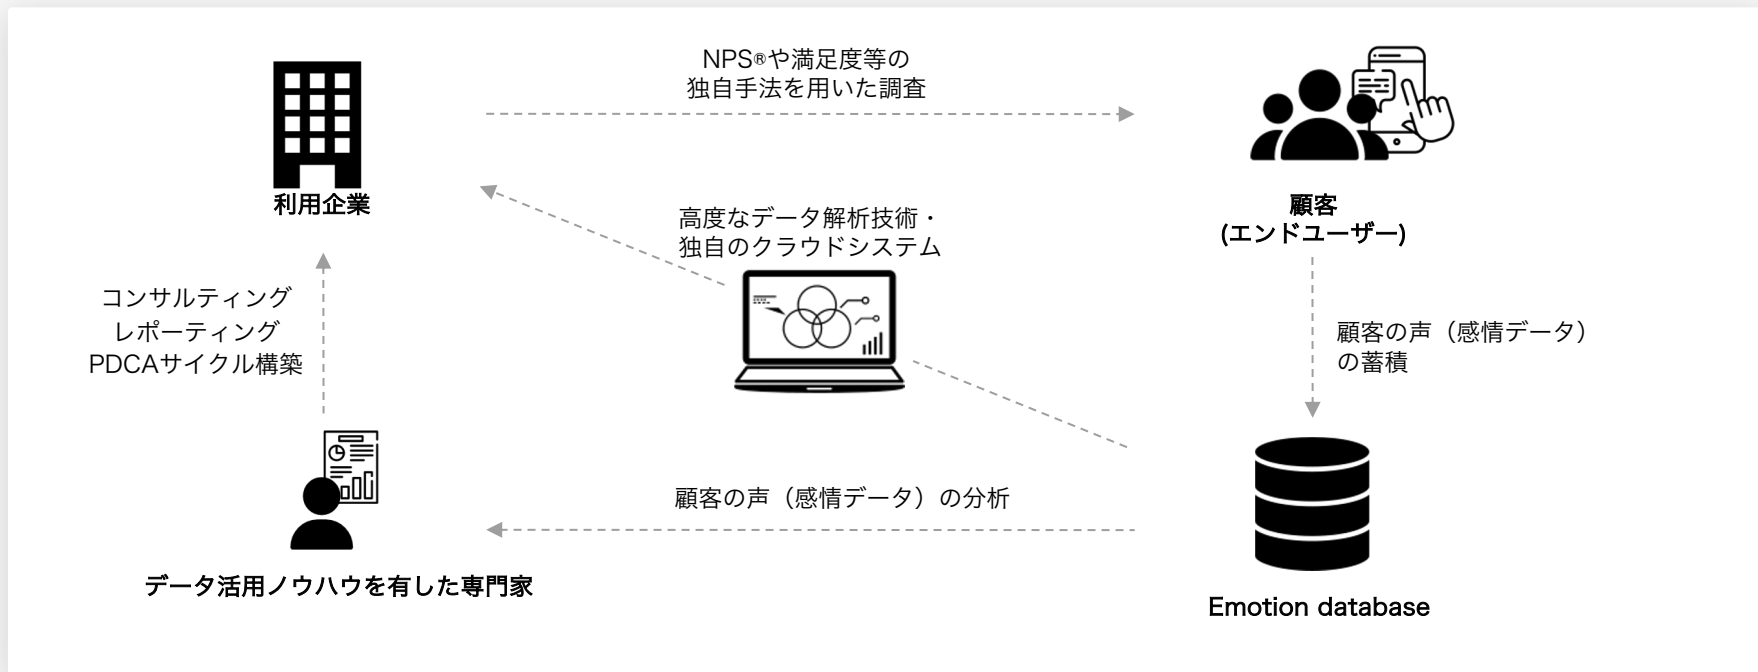 NPS®や満足度等の
独自手法を用いた調査
利用企業
顧客
(エンドユーザー)
高度なデータ解析技術・
独自のクラウドシステム
コンサルティング
レポーティング
PDCAサイクル構築
顧客の声（感情データ）
の蓄積
顧客の声（感情データ）の分析
データ活用ノウハウを有した専門家
Emotion database